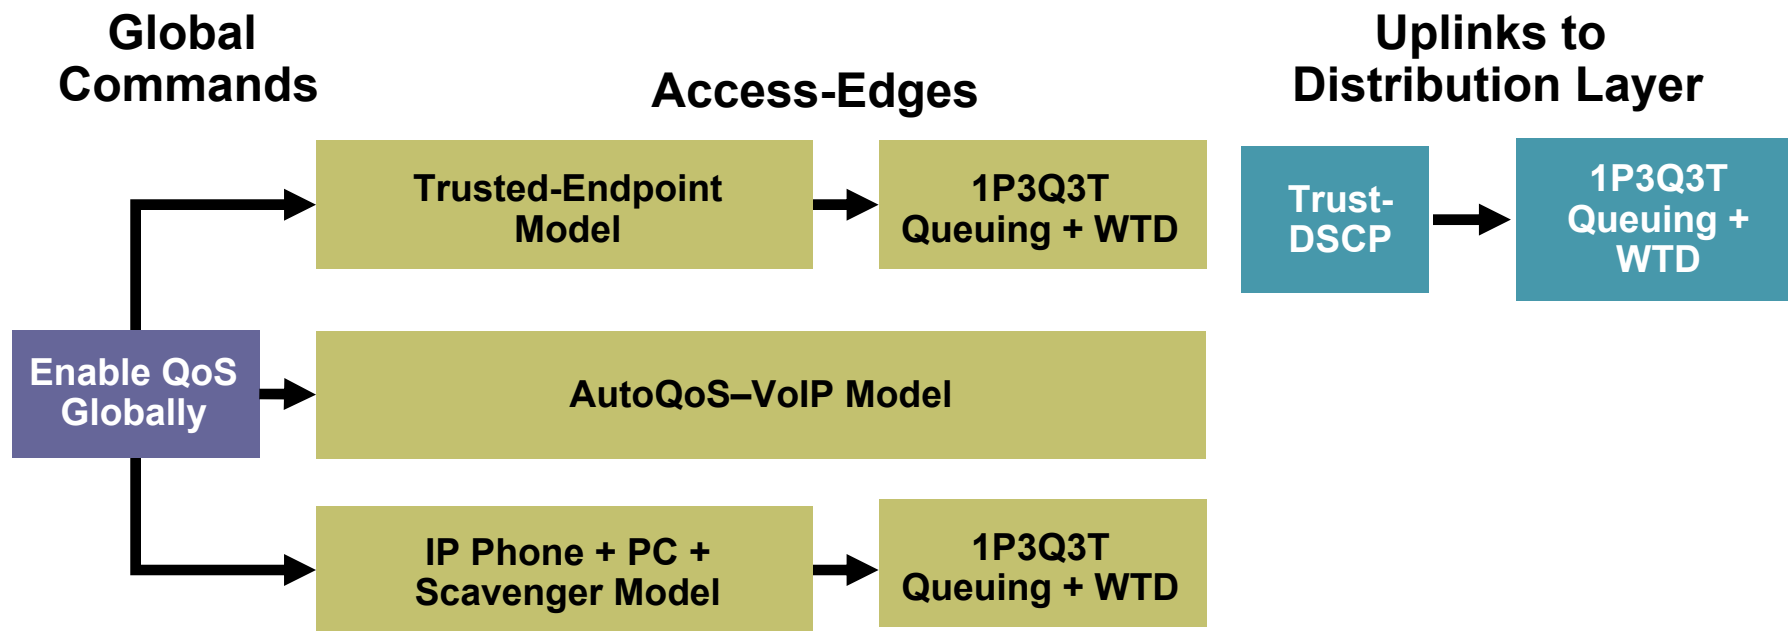 Global
Commands
Access-Edges
Uplinks to
Distribution Layer
Trusted-Endpoint
Model
1P3Q3T
Queuing + WTD
Trust-
DSCP
1P3Q3T
Queuing +
WTD
Enable QoS
Globally
AutoQoS–VoIP Model
IP Phone + PC +
Scavenger Model
1P3Q3T
Queuing + WTD